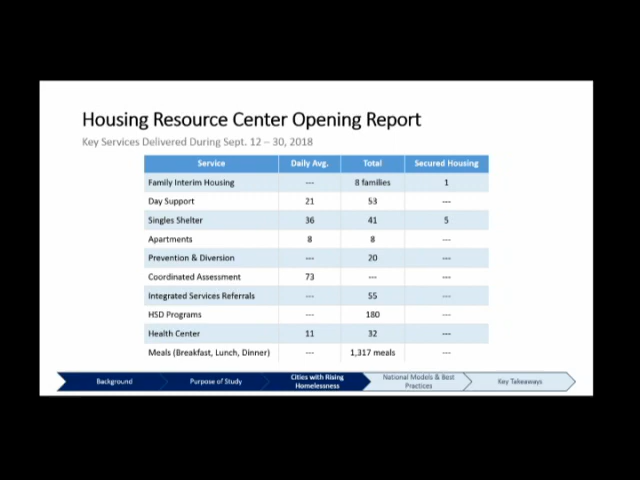 Housing Resource Center Opening Report
Key Services Delivered During Sept. 12 – 30, 2018
Service Daily Avg. Total Secured Housing
Family Interim Housing --- 8 families 1
Day Support 21 53 ---
Singles Shelter 36 41 5
Apartments 8 8 ---
Prevention & Diversion --- 20 ---
Coordinated Assessment 73 --- ---
Integrated Services Referrals --- 55 ---
HSD Programs --- 180 ---
Health Center 11 32 ---
Meals (Breakfast, Lunch, Dinner) --- 1,317 meals ---
Background
Purpose of Study
Cities with Rising
Homelessness
National Models & Best
Practices
Key Takeaways